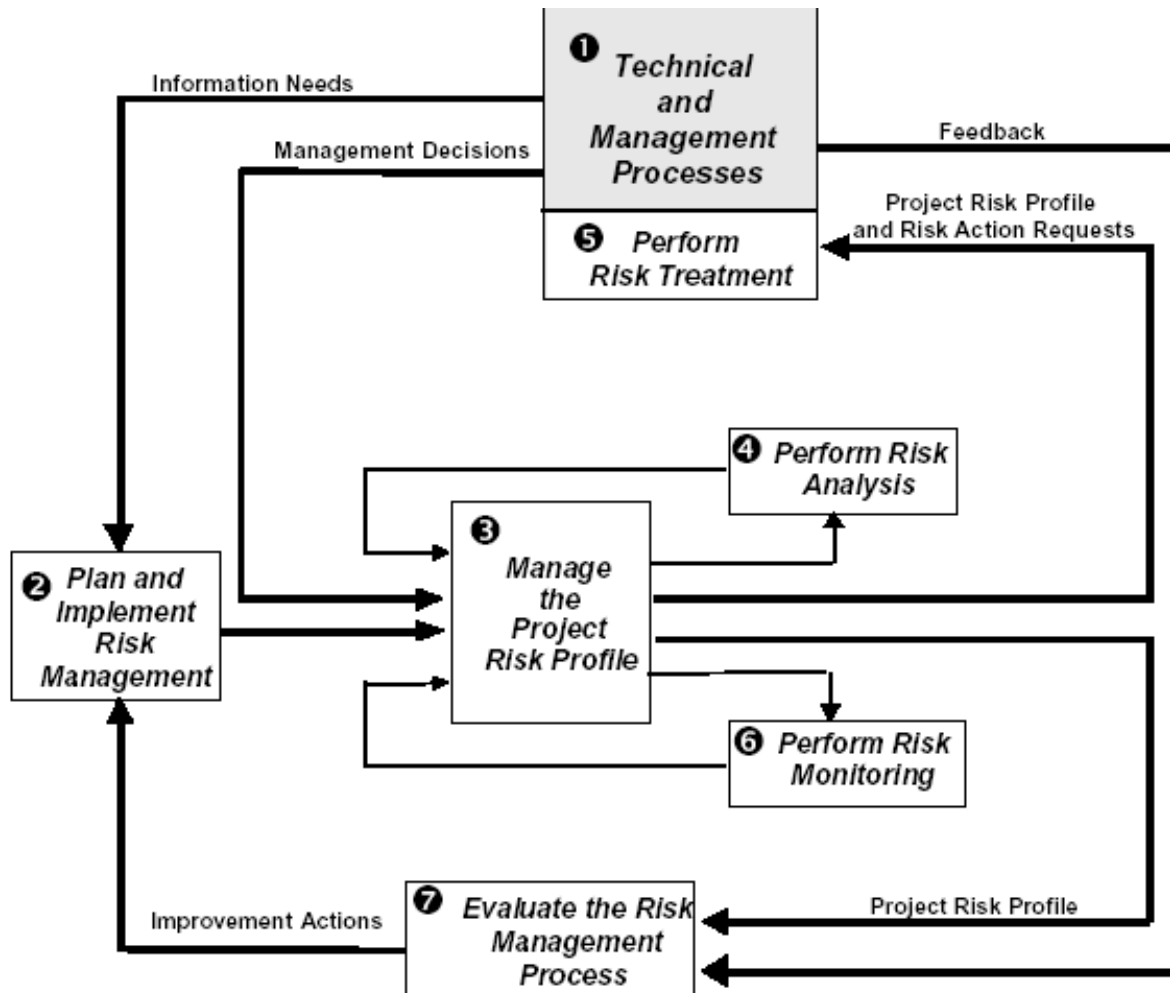 ❶ Technical
and
Management
Processes
Information Needs
Management Decisions
Feedback
Project Risk Profile
and Risk Action Requests
❺ Perform
Risk Treatment
❹ Perform Risk
Analysis
❸
Manage
the
Project
Risk Profile
❷ Plan and
Implement
Risk
Management
❻ Perform Risk
Monitoring
❼ Evaluate the Risk
Management
Process
Improvement Actions
Project Risk Profile